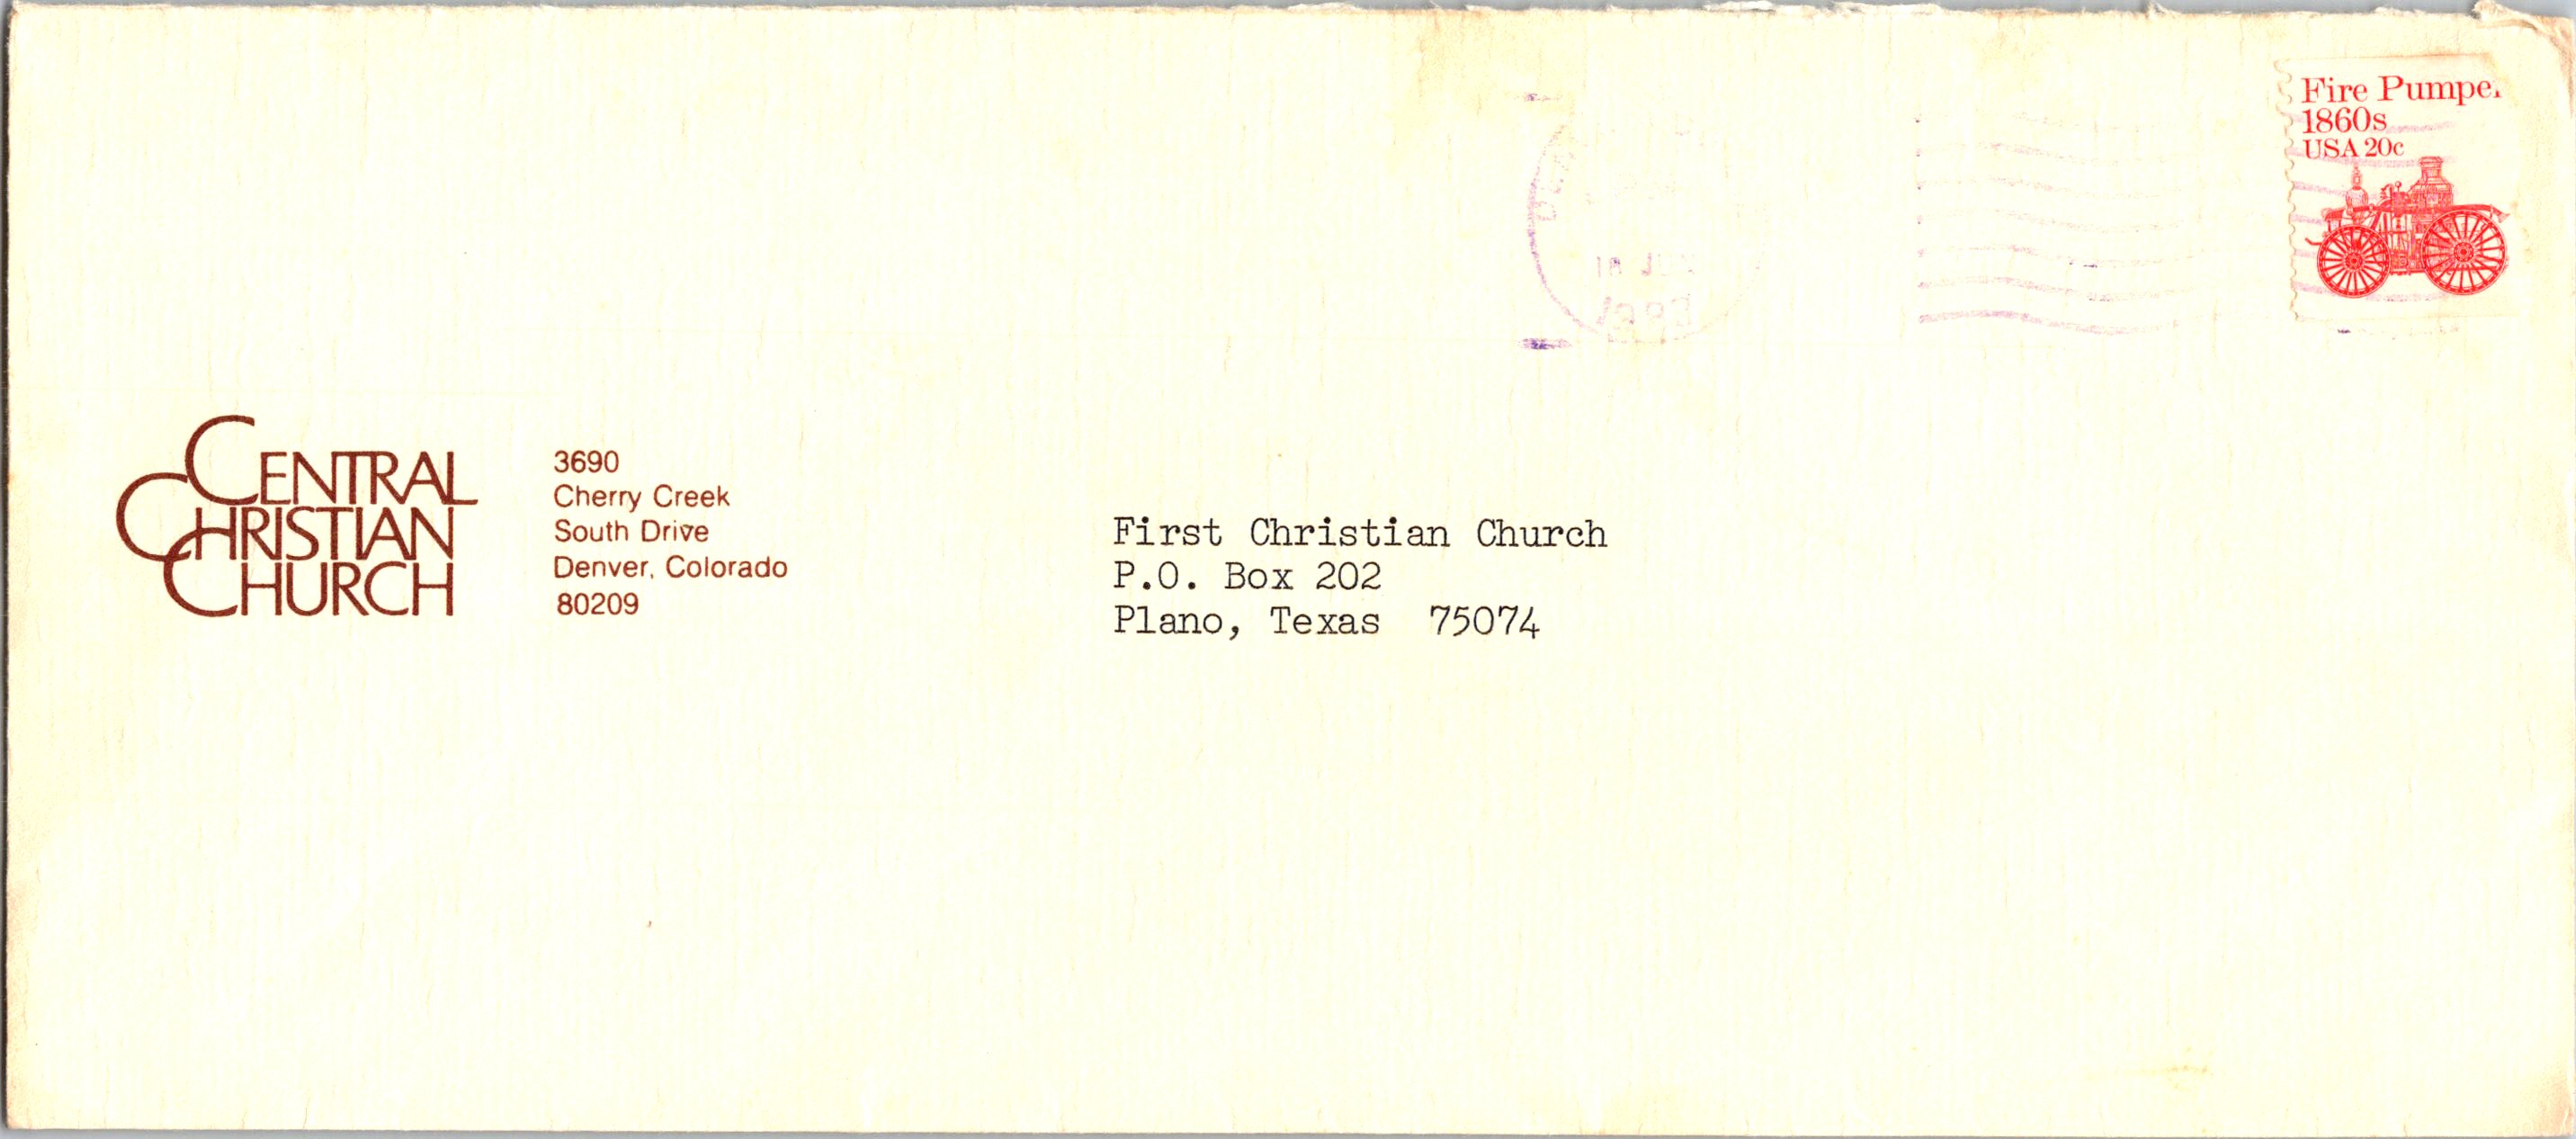 Fire Pumper
1860s
USA 20c
1983
CENTRAL
CHRISTIAN
CHURCH
3690
Cherry Creek
South Drive
Denver, Colorado
80209
First Christian Church
P.O. Box 202
Plano, Texas 75074